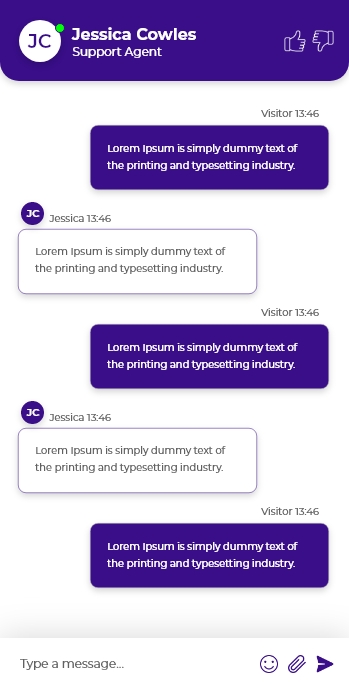 JC
Jessica Cowles
Support Agent
Visitor 13:46
Lorem Ipsum is simply dummy text of
the printing and typesetting industry.
JC
Jessica 13:46
Lorem Ipsum is simply dummy text of
the printing and typesetting industry.
Visitor 13:46
Lorem Ipsum is simply dummy text of
the printing and typesetting industry.
JC
Jessica 13:46
Lorem Ipsum is simply dummy text of
the printing and typesetting industry.
Visitor 13:46
Lorem Ipsum is simply dummy text of
the printing and typesetting industry.
Type a message...